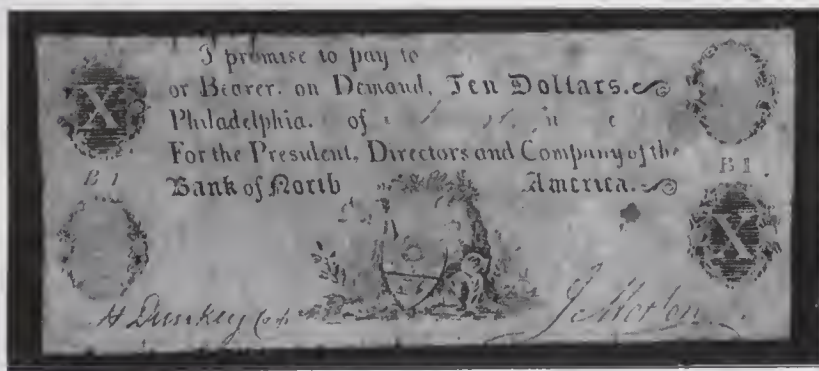 I promise to pay to
or Bearer, on Demand, Ten Dollars.
X
Philadelphia. of
For the President, Directors and Company of the
B 1
B 1
Bank of North America.
X